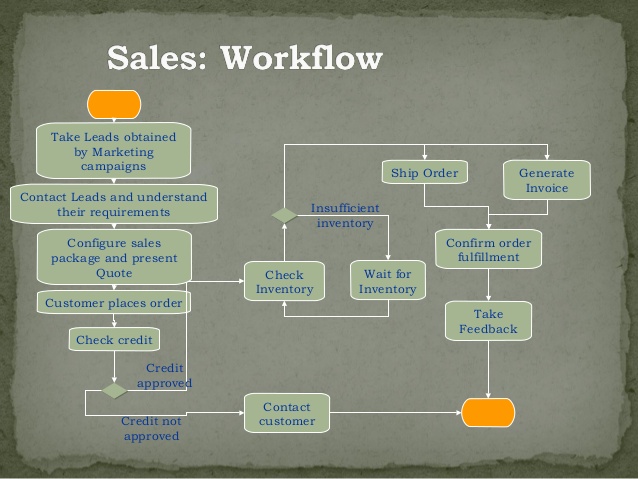 Sales: Workflow
Take Leads obtained
by Marketing
campaigns
Contact Leads and understand
their requirements
Configure sales
package and present
Quote
Customer places order
Check credit
Credit
approved
Credit not
approved
Check
Inventory
Insufficient
inventory
Wait for
Inventory
Contact
customer
Ship Order
Generate
Invoice
Confirm order
fulfillment
Take
Feedback